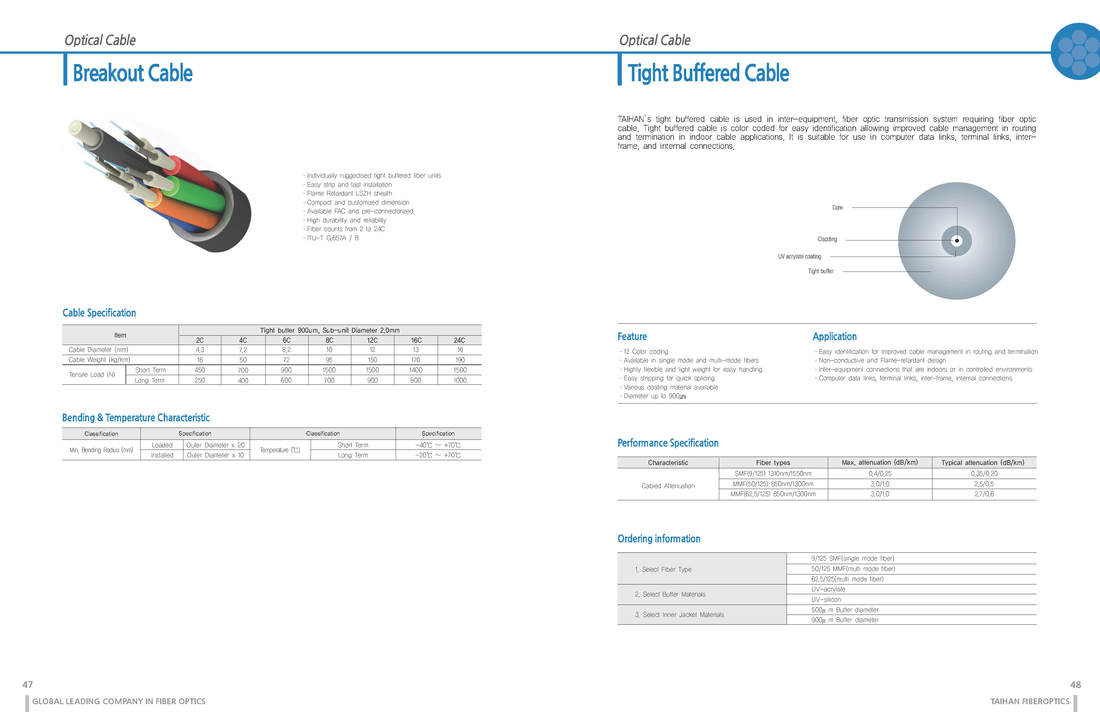 Optical Cable
Breakout Cable
· Individually ruggedised tight buffered fiber units
· Easy strip and fast installation
· Flame Retardant LSZH sheath
· Compact and customized dimension
· Available FAC and pre-connectorized.
· High durability and reliability
· Fiber counts from 2 to 24C
· ITU-T G.657A / B
Cable Specification
Item Tight buffer 900um, Sub-unit Diameter 2.0mm
2C 4C 6C 8C 12C 16C 24C
Cable Diameter (mm) 4.3 7.2 8.2 10 12 13 16
Cable Weight (kg/km) 16 50 72 95 150 170 190
Tensile Load (N) Short Term 450 700 900 1500 1500 1400 1500
Long Term 250 400 600 700 900 800 1000
Bending & Temperature Characteristic
Classification Specification Classification Specification
Min. Bending Radius (mm) Loaded Outer Diameter x 20 Temperature (℃) Short Term -40℃ ~ +70℃
Installed Outer Diameter x 10 Long Term -20℃ ~ +70℃
47
GLOBAL LEADING COMPANY IN FIBER OPTICS
Optical Cable
Tight Buffered Cable
TAIHAN's tight buffered cable is used in inter-equipment, fiber optic transmission system requiring fiber optic
cable. Tight buffered cable is color coded for easy identification allowing improved cable management in routing
and termination in indoor cable applications. It is suitable for use in computer data links, terminal links, inter-
frame, and internal connections.
Core
Cladding
UV acrylate coating
Tight buffer
Feature
· 12 Color coding
· Available in single mode and multi-mode fibers
· Highly flexible and light weight for easy handling
· Easy stripping for quick splicing
· Various coating material available
· Diameter up to 900㎛
Application
· Easy identification for improved cable management in routing and termination
· Non-conductive and Flame-retardant design
· Inter-equipment connections that are indoors or in controlled environments
· Computer data links, terminal links, inter-frame, internal connections
Performance Specification
Characteristic Fiber types Max. attenuation (dB/km) Typical attenuation (dB/km)
Cabled Attenuation SMF(9/125) 1310nm/1550nm 0.4/0.25 0.35/0.20
MMF(50/125) 850nm/1300nm 3.0/1.0 2.5/0.5
MMF(62.5/125) 850nm/1300nm 3.0/1.0 2.7/0.6
Ordering information
1. Select Fiber Type 9/125 SMF(single mode fiber)
50/125 MMF(multi mode fiber)
62.5/125(multi mode fiber)
2. Select Buffer Materials UV-acrylate
UV-silicon
3. Select Inner Jacket Materials 500μ m Buffer diameter
900μ m Buffer diameter
48
TAIHAN FIBEROPTICS